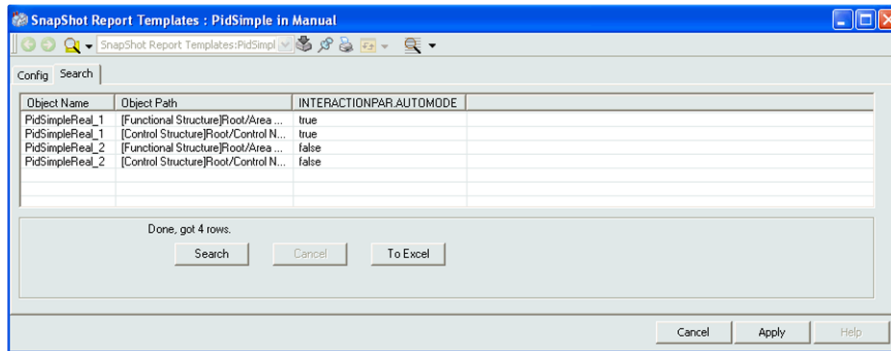 SnapShot Report Templates : PidSimple in Manual
SnapShot Report Templates:PidSimpl
Config Search
Object Name Object Path INTERACTIONPAR.AUTOMODE
PidSimpleReal_1 [Functional Structure]Root/Area ... true
PidSimpleReal_1 [Control Structure]Root/Control N... true
PidSimpleReal_2 [Functional Structure]Root/Area ... false
PidSimpleReal_2 [Control Structure]Root/Control N... false
Done, got 4 rows.
Search Cancel To Excel
Cancel Apply Help